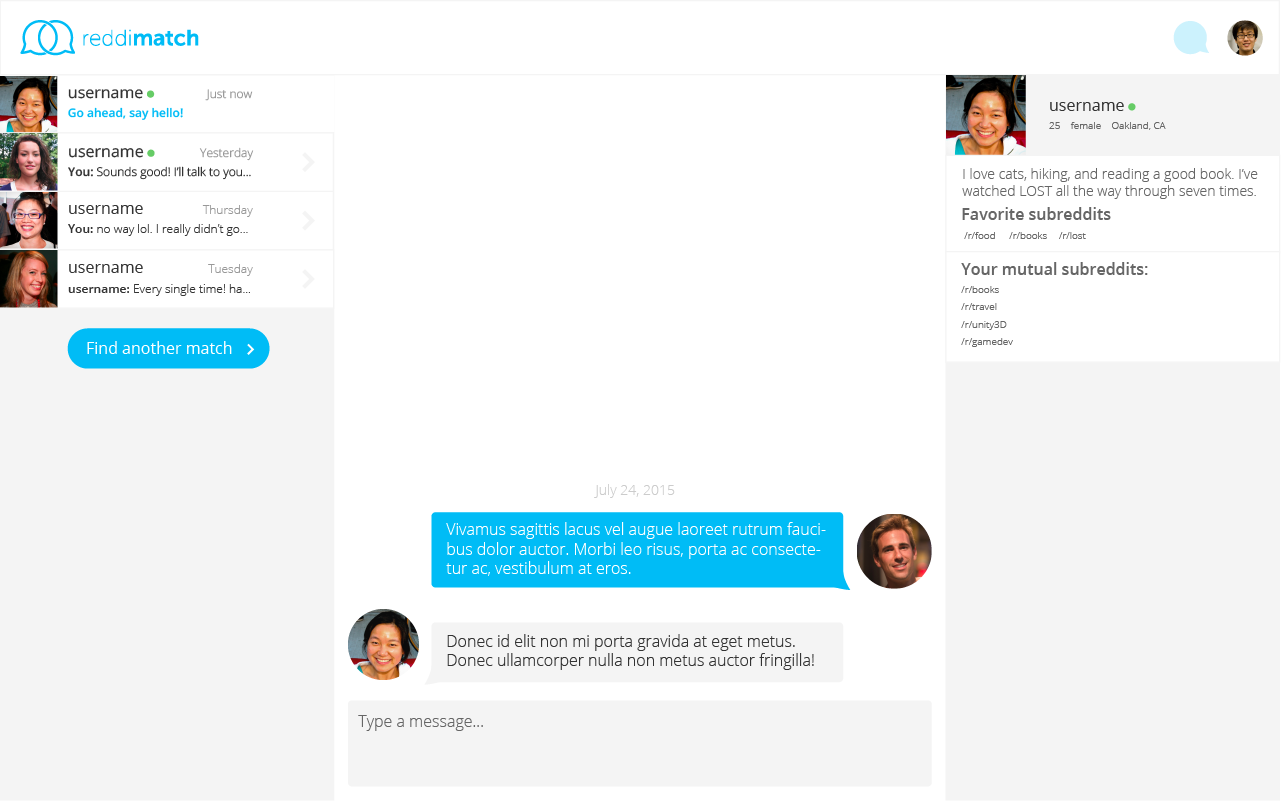 reddimatch
username
Just now
Go ahead, say hello!
username
Yesterday
You: Sounds good! I'll talk to you...
username
Thursday
You: no way lol. I really didn't go...
username
Tuesday
username: Every single time! ha...
Find another match
July 24, 2015
Vivamus sagittis lacus vel augue laoreet rutrum fauci-
bus dolor auctor. Morbi leo risus, porta ac consecte-
tur ac, vestibulum at eros.
Donec id elit non mi porta gravida at eget metus.
Donec ullamcorper nulla non metus auctor fringilla!
Type a message...
username
25 female Oakland, CA
I love cats, hiking, and reading a good book. I've
watched LOST all the way through seven times.
Favorite subreddits
/r/food /r/books /r/lost
Your mutual subreddits:
/r/books
/r/travel
/r/unity3D
/r/gamedev